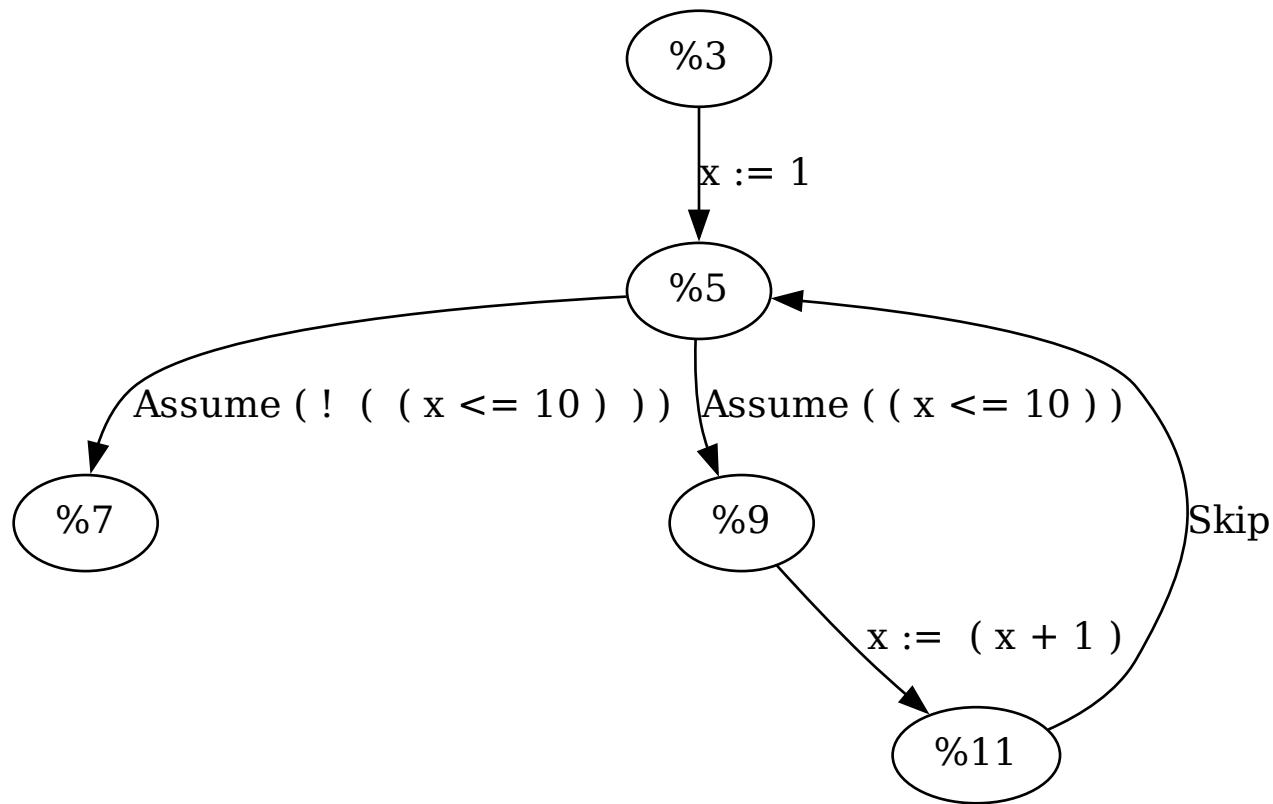 %3
x := 1
%5
Assume ( ! ( ( x <= 10 ) ) )
Assume ( ( x <= 10 ) )
%7
%9
Skip
x := ( x + 1 )
%11